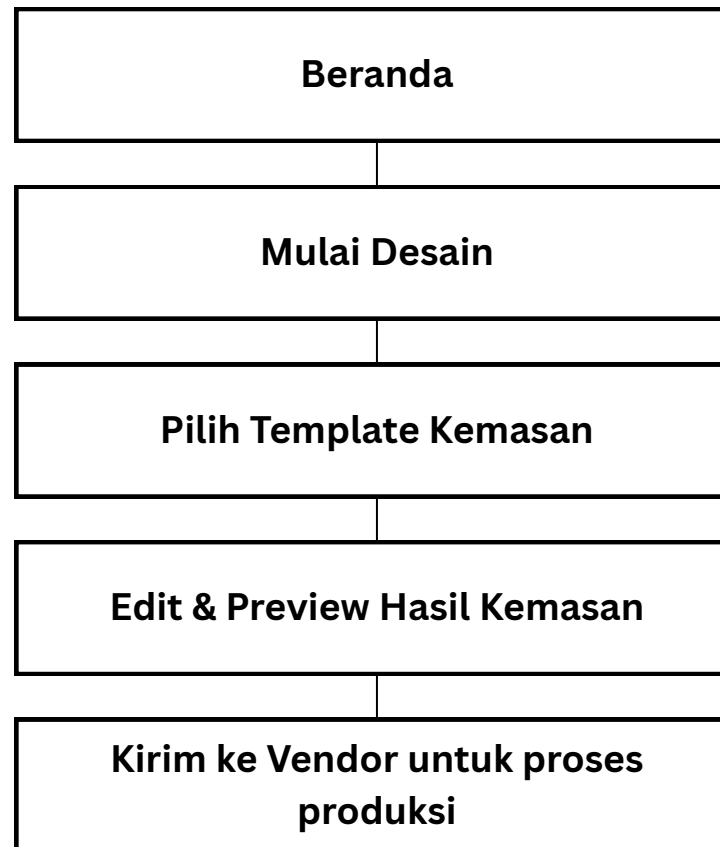 Beranda
Mulai Desain
Pilih Template Kemasan
Edit & Preview Hasil Kemasan
Kirim ke Vendor untuk proses
produksi